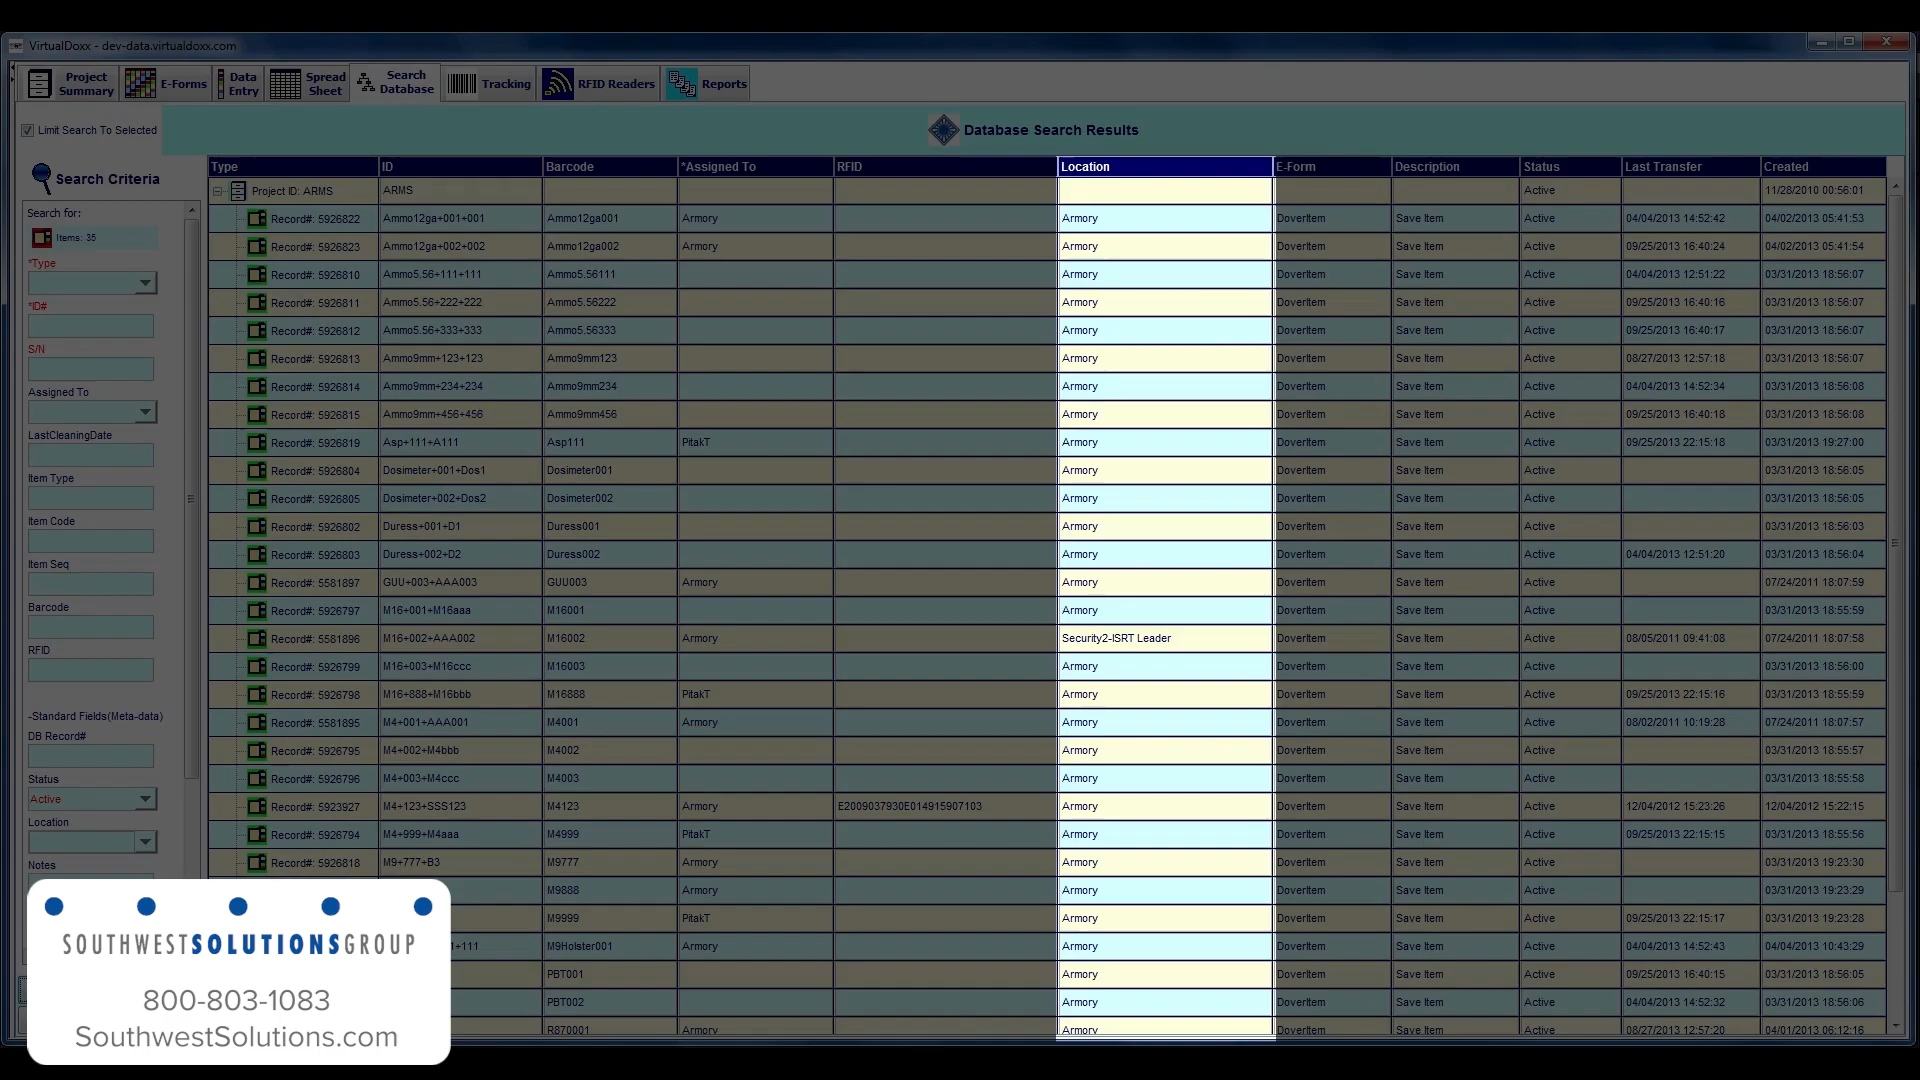 VirtualDoxx - dev-data.virtualdoxx.com
Project Summary E-Forms Data Entry Spread Sheet Search Database Tracking RFID Readers Reports
Limit Search To Selected
Database Search Results
Search Criteria
Search for:
Items: 35
*Type
*ID#
S/N
Assigned To
LastCleaningDate
Item Type
Item Code
Item Seq
Barcode
RFID
-Standard Fields(Meta-data)
DB Record#
Status
Active
Location
Notes
Type ID Barcode *Assigned To RFID Location E-Form Description Status Last Transfer Created
Project ID: ARMS ARMS Active 11/28/2010 00:56:01
Record#: 5926822 Ammo12ga+001+001 Ammo12ga001 Armory Armory DoverItem Save Item Active 04/04/2013 14:52:42 04/02/2013 05:41:53
Record#: 5926823 Ammo12ga+002+002 Ammo12ga002 Armory Armory DoverItem Save Item Active 09/25/2013 16:40:24 04/02/2013 05:41:54
Record#: 5926810 Ammo5.56+111+111 Ammo5.56111 Armory DoverItem Save Item Active 04/04/2013 12:51:22 03/31/2013 18:56:07
Record#: 5926811 Ammo5.56+222+222 Ammo5.56222 Armory DoverItem Save Item Active 09/25/2013 16:40:16 03/31/2013 18:56:07
Record#: 5926812 Ammo5.56+333+333 Ammo5.56333 Armory DoverItem Save Item Active 09/25/2013 16:40:17 03/31/2013 18:56:07
Record#: 5926813 Ammo9mm+123+123 Ammo9mm123 Armory DoverItem Save Item Active 08/27/2013 12:57:18 03/31/2013 18:56:07
Record#: 5926814 Ammo9mm+234+234 Ammo9mm234 Armory DoverItem Save Item Active 04/04/2013 14:52:34 03/31/2013 18:56:08
Record#: 5926815 Ammo9mm+456+456 Ammo9mm456 Armory DoverItem Save Item Active 09/25/2013 16:40:18 03/31/2013 18:56:08
Record#: 5926819 Asp+111+A111 Asp111 PitakT Armory DoverItem Save Item Active 09/25/2013 22:15:18 03/31/2013 19:27:00
Record#: 5926804 Dosimeter+001+Dos1 Dosimeter001 Armory DoverItem Save Item Active 03/31/2013 18:56:05
Record#: 5926805 Dosimeter+002+Dos2 Dosimeter002 Armory DoverItem Save Item Active 03/31/2013 18:56:05
Record#: 5926802 Duress+001+D1 Duress001 Armory DoverItem Save Item Active 03/31/2013 18:56:03
Record#: 5926803 Duress+002+D2 Duress002 Armory DoverItem Save Item Active 04/04/2013 12:51:20 03/31/2013 18:56:04
Record#: 5581897 GUU+003+AAA003 GUU003 Armory Armory DoverItem Save Item Active 07/24/2011 18:07:59
Record#: 5926797 M16+001+M16aaa M16001 Armory DoverItem Save Item Active 03/31/2013 18:55:59
Record#: 5581896 M16+002+AAA002 M16002 Armory Security2-ISRT Leader DoverItem Save Item Active 08/05/2011 09:41:08 07/24/2011 18:07:58
Record#: 5926799 M16+003+M16ccc M16003 Armory DoverItem Save Item Active 03/31/2013 18:56:00
Record#: 5926798 M16+888+M16bbb M16888 PitakT Armory DoverItem Save Item Active 09/25/2013 22:15:16 03/31/2013 18:55:59
Record#: 5581895 M4+001+AAA001 M4001 Armory Armory DoverItem Save Item Active 08/02/2011 10:19:28 07/24/2011 18:07:57
Record#: 5926795 M4+002+M4bbb M4002 Armory DoverItem Save Item Active 03/31/2013 18:55:57
Record#: 5926796 M4+003+M4ccc M4003 Armory DoverItem Save Item Active 03/31/2013 18:55:58
Record#: 5923927 M4+123+SSS123 M4123 Armory E2009037930E014915907103 Armory DoverItem Save Item Active 12/04/2012 15:23:26 12/04/2012 15:22:15
Record#: 5926794 M4+999+M4aaa M4999 PitakT Armory DoverItem Save Item Active 09/25/2013 22:15:15 03/31/2013 18:55:56
Record#: 5926818 M9+777+B3 M9777 Armory Armory DoverItem Save Item Active 03/31/2013 19:23:30
M9888 Armory Armory DoverItem Save Item Active 03/31/2013 19:23:29
M9999 PitakT Armory DoverItem Save Item Active 09/25/2013 22:15:17 03/31/2013 19:23:28
1+111 M9Holster001 Armory Armory DoverItem Save Item Active 04/04/2013 14:52:43 04/04/2013 10:43:29
PBT001 Armory DoverItem Save Item Active 09/25/2013 16:40:15 03/31/2013 18:56:05
PBT002 Armory DoverItem Save Item Active 04/04/2013 14:52:32 03/31/2013 18:56:06
R870001 Armory Armory DoverItem Save Item Active 08/27/2013 12:57:20 04/01/2013 06:12:16
SOUTHWESTSOLUTIONSGROUP
800-803-1083
SouthwestSolutions.com